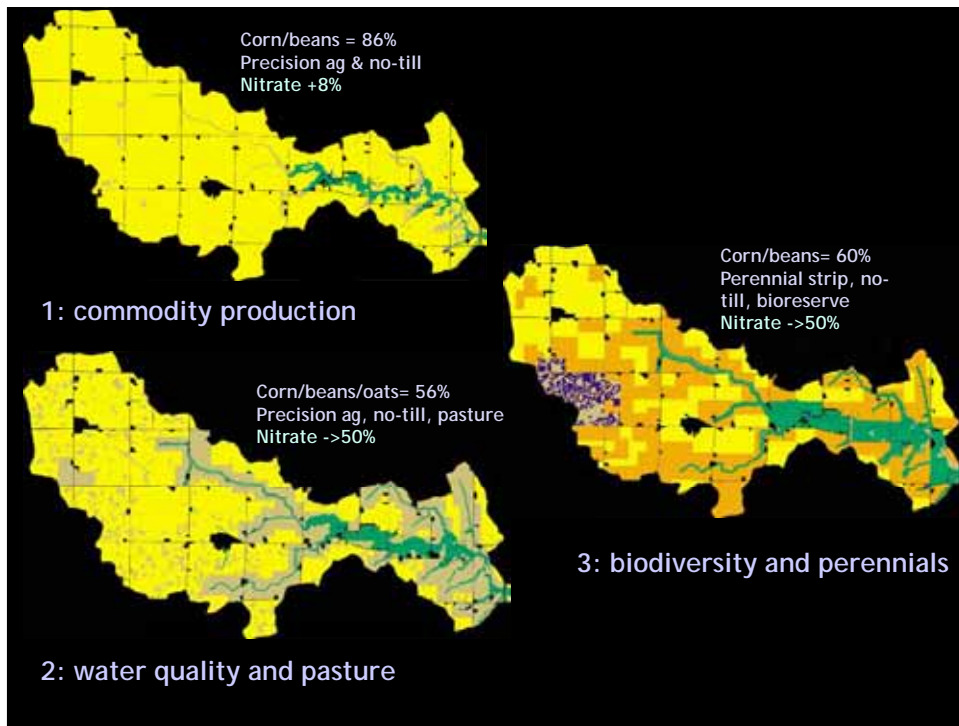 Corn/beans = 86%
Precision ag & no-till
Nitrate +8%
1: commodity production
Corn/beans/oats= 56%
Precision ag, no-till, pasture
Nitrate ->50%
2: water quality and pasture
Corn/beans= 60%
Perennial strip, no-
till, bioreserve
Nitrate ->50%
3: biodiversity and perennials